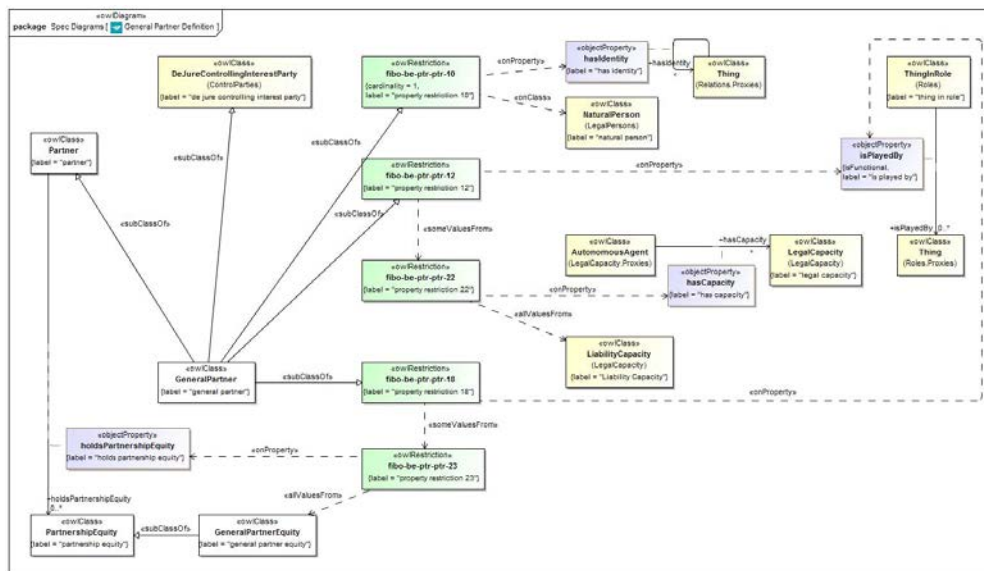 «owlDiagram»
package Spec Diagrams [ General Partner Definition ]
«owlClass»
DeJureControllingInterestParty
(ControlParties)
[label = "de jure controlling interest party"]
«owlRestriction»
fibo-be-ptr-ptr-10
{cardinality = 1,
label = "property restriction 10"}
«onProperty»
«objectProperty»
hasIdentity
[label = "has identity"]
+hasIdentity
«owlClass»
Thing
(Relations.Proxies)
«owlClass»
ThingInRole
(Roles)
[label = "thing in role"]
«onClass»
«owlClass»
NaturalPerson
(LegalPersons)
[label = "natural person"]
«owlClass»
Partner
[label = "partner"]
«subClassOf»
«subClassOf»
«owlRestriction»
fibo-be-ptr-ptr-12
[label = "property restriction 12"]
«onProperty»
«objectProperty»
isPlayedBy
{isFunctional,
label = "is played by"}
«subClassOf»
«subClassOf»
«someValuesFrom»
+isPlayedBy 0..*
«owlClass»
AutonomousAgent
(LegalCapacity.Proxies)
+hasCapacity
*
«owlClass»
LegalCapacity
(LegalCapacity)
[label = "legal capacity"]
«owlClass»
Thing
(Roles.Proxies)
«owlRestriction»
fibo-be-ptr-ptr-22
[label = "property restriction 22"]
«onProperty»
«objectProperty»
hasCapacity
[label = "has capacity"]
«allValuesFrom»
«owlClass»
LiabilityCapacity
(LegalCapacity)
[label = "Liability Capacity"]
«owlClass»
GeneralPartner
[label = "general partner"]
«subClassOf»
«owlRestriction»
fibo-be-ptr-ptr-18
[label = "property restriction 18"]
«onProperty»
«someValuesFrom»
«objectProperty»
holdsPartnershipEquity
[label = "holds partnership equity"]
«onProperty»
«owlRestriction»
fibo-be-ptr-ptr-23
[label = "property restriction 23"]
«allValuesFrom»
+holdsPartnershipEquity
0..*
«owlClass»
PartnershipEquity
[label = "partnership equity"]
«subClassOf»
«owlClass»
GeneralPartnerEquity
[label = "general partner equity"]